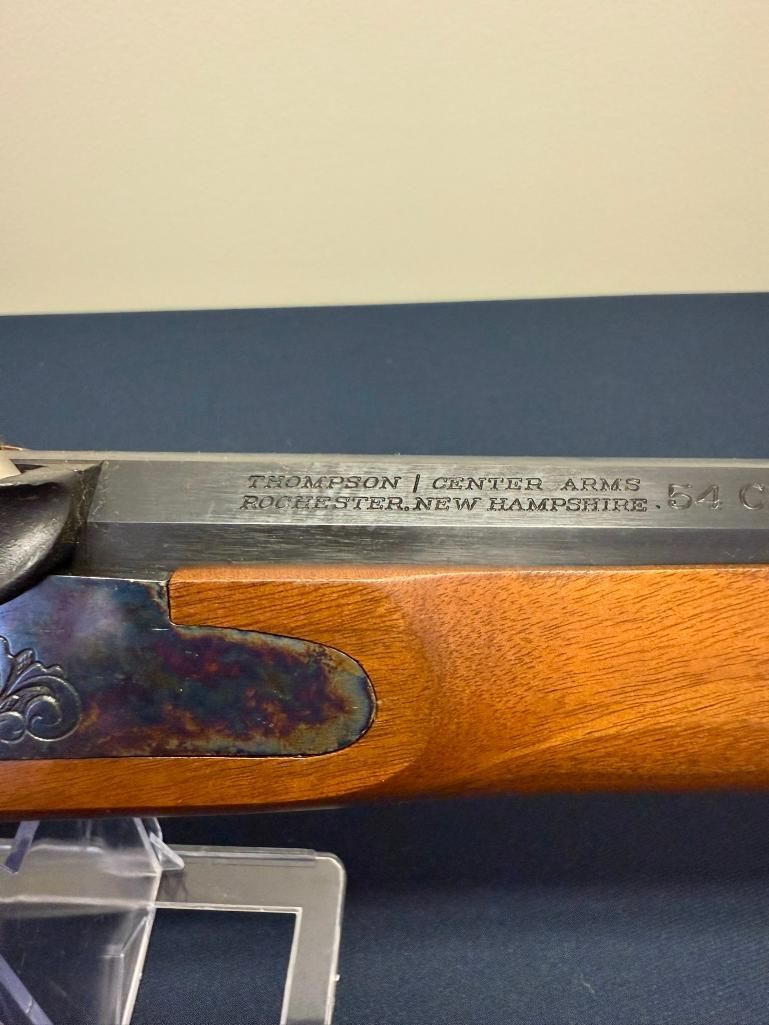 THOMPSON / CENTER ARMS
ROCHESTER, NEW HAMPSHIRE . 54 C